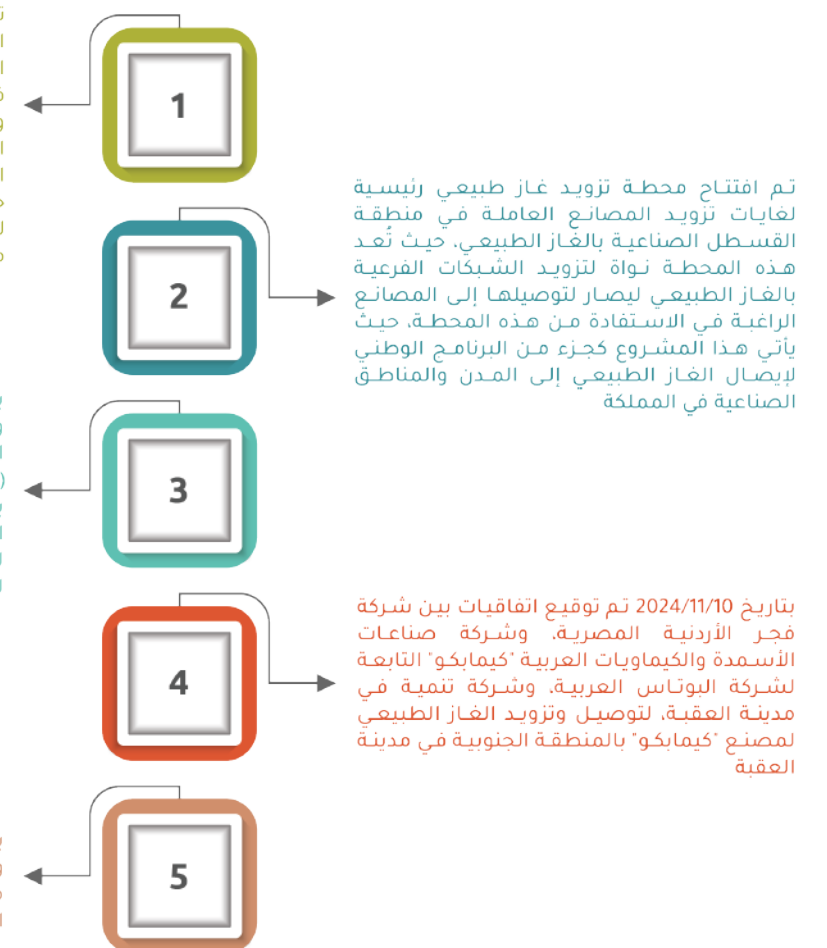 1
2
تم افتتاح محطة تزويد غاز طبيعي رئيسية
لغايات تزويد المصانع العاملة في منطقة
القسطل الصناعية بالغاز الطبيعي، حيث تُعد
هذه المحطة نواة لتزويد الشبكات الفرعية
بالغاز الطبيعي ليصار لتوصيلها إلى المصانع
الراغبة في الاستفادة من هذه المحطة، حيث
يأتي هذا المشروع كجزء من البرنامج الوطني
لإيصال الغاز الطبيعي إلى المدن والمناطق
الصناعية في المملكة
3
4
بتاريخ 2024/11/10 تم توقيع اتفاقيات بين شركة
فجر الأردنية المصرية، وشركة صناعات
الأسمدة والكيماويات العربية "كيمابكو" التابعة
لشركة البوتاس العربية، وشركة تنمية في
مدينة العقبة، لتوصيل وتزويد الغاز الطبيعي
لمصنع "كيمابكو" بالمنطقة الجنوبية في مدينة
العقبة
5